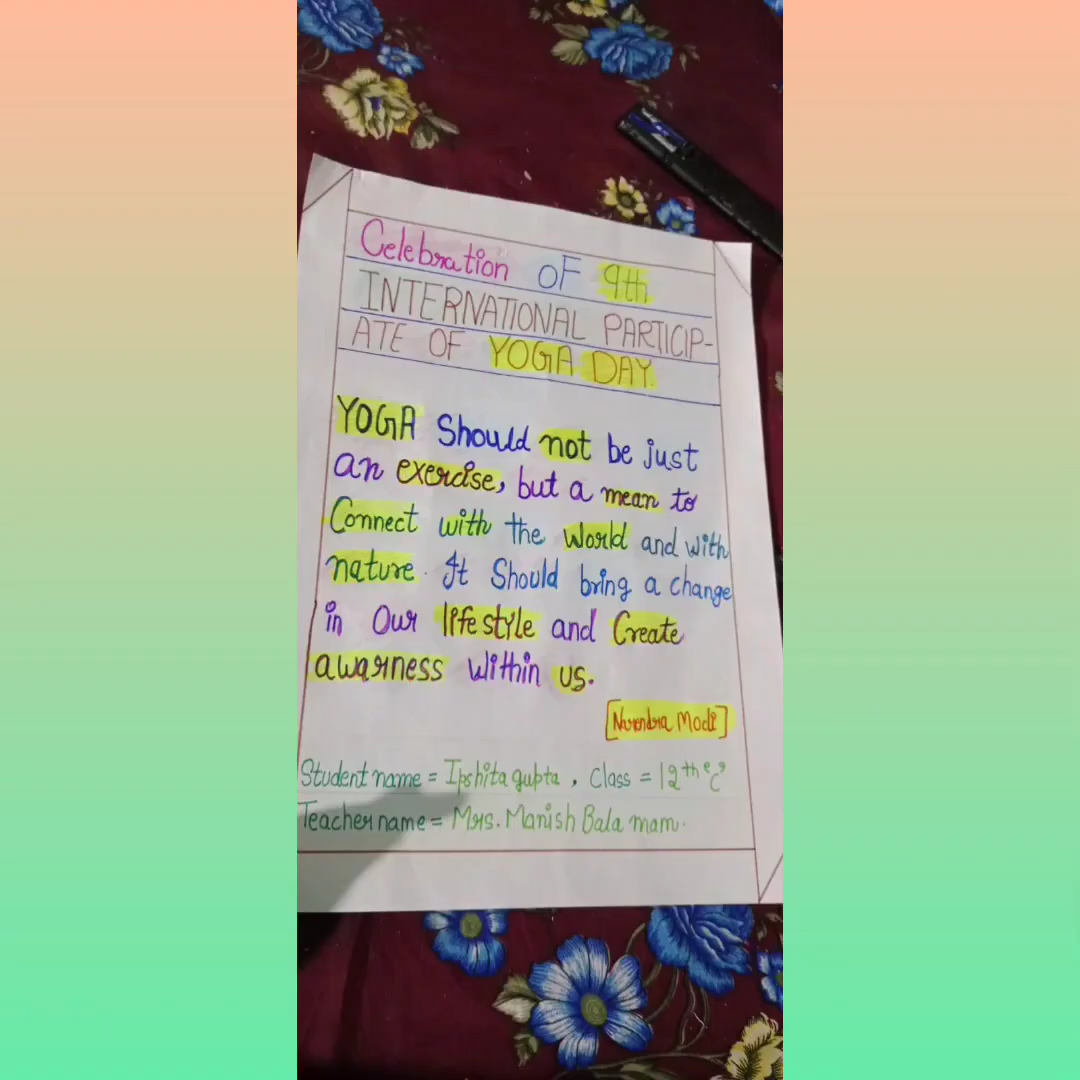 Celebration OF 9th
INTERNATIONAL PARTICIP-
ATE OF YOGA DAY.
YOGA Should not be just
an exercise, but a mean to
Connect with the World and with
nature. It Should bring a change
in Our lifestyle and Create
awarness within us.
[Narendra Modi]
Student name = Ipshita gupta, Class = 12th 'C'
Teacher name = Mrs. Manish Bala mam.